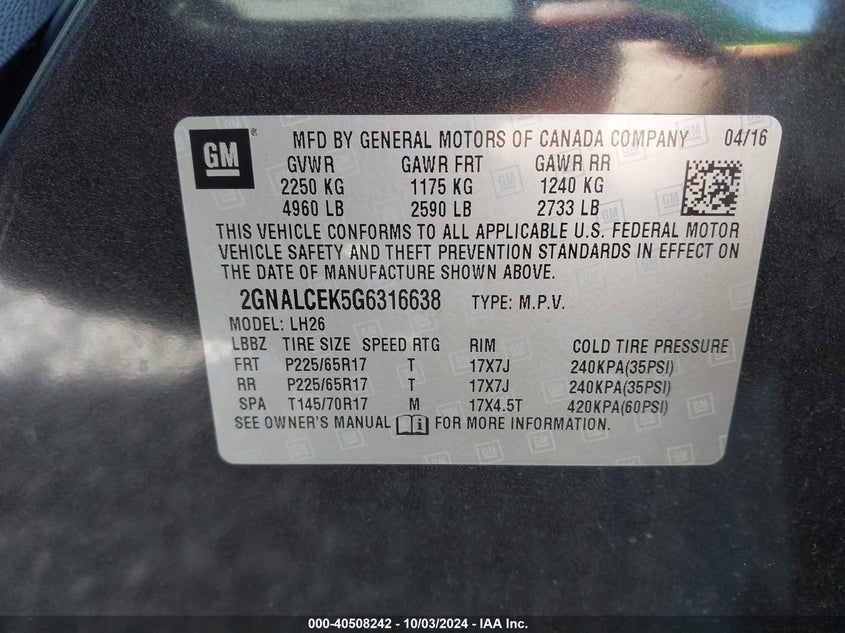 GM ® MFD BY GENERAL MOTORS OF CANADA COMPANY 04/16
GVWR GAWR FRT GAWR RR
2250 KG 1175 KG 1240 KG
4960 LB 2590 LB 2733 LB
THIS VEHICLE CONFORMS TO ALL APPLICABLE U.S. FEDERAL MOTOR
VEHICLE SAFETY AND THEFT PREVENTION STANDARDS IN EFFECT ON
THE DATE OF MANUFACTURE SHOWN ABOVE.
2GNALCEK5G6316638 TYPE: M.P.V.
MODEL: LH26
LBBZ TIRE SIZE SPEED RTG RIM COLD TIRE PRESSURE
FRT P225/65R17 T 17X7J 240KPA(35PSI)
RR P225/65R17 T 17X7J 240KPA(35PSI)
SPA T145/70R17 M 17X4.5T 420KPA(60PSI)
SEE OWNER'S MANUAL FOR MORE INFORMATION.
000-40508242 - 10/03/2024 - IAA Inc.